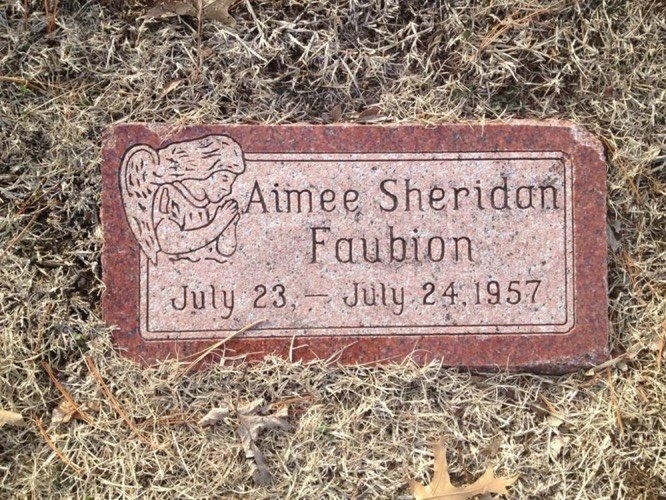 Aimee Sheridan
Faubion
July 23, – July 24, 1957